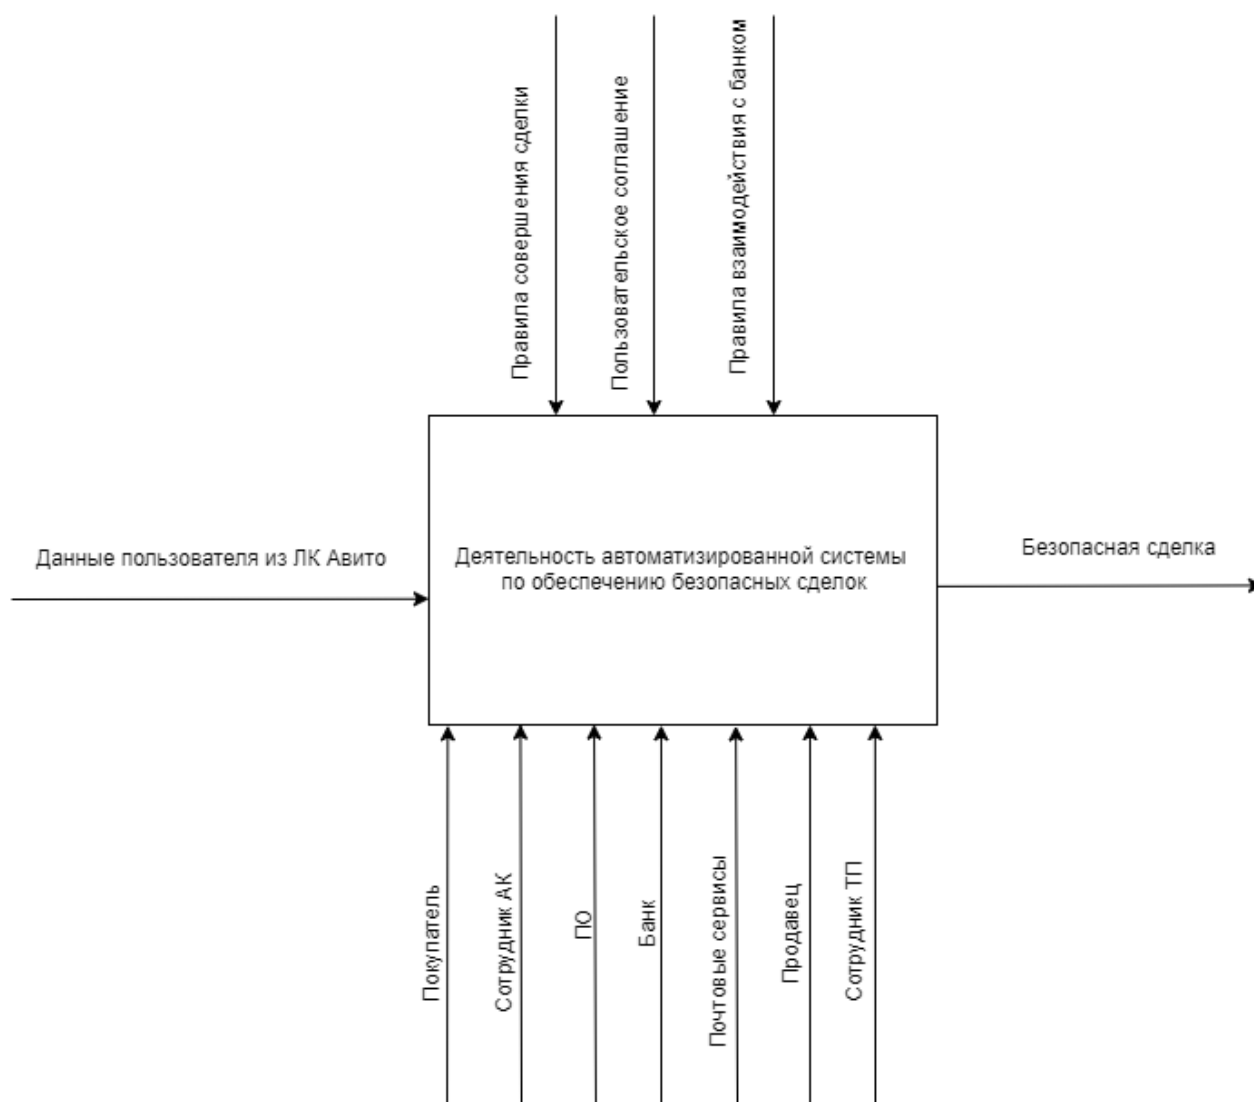 Правила совершения сделки
Пользовательское соглашение
Правила взаимодействия с банком
Данные пользователя из ЛК Авито
Деятельность автоматизированной системы
по обеспечению безопасных сделок
Безопасная сделка
Покупатель
Сотрудник АК
ПО
Банк
Почтовые сервисы
Продавец
Сотрудник ТП